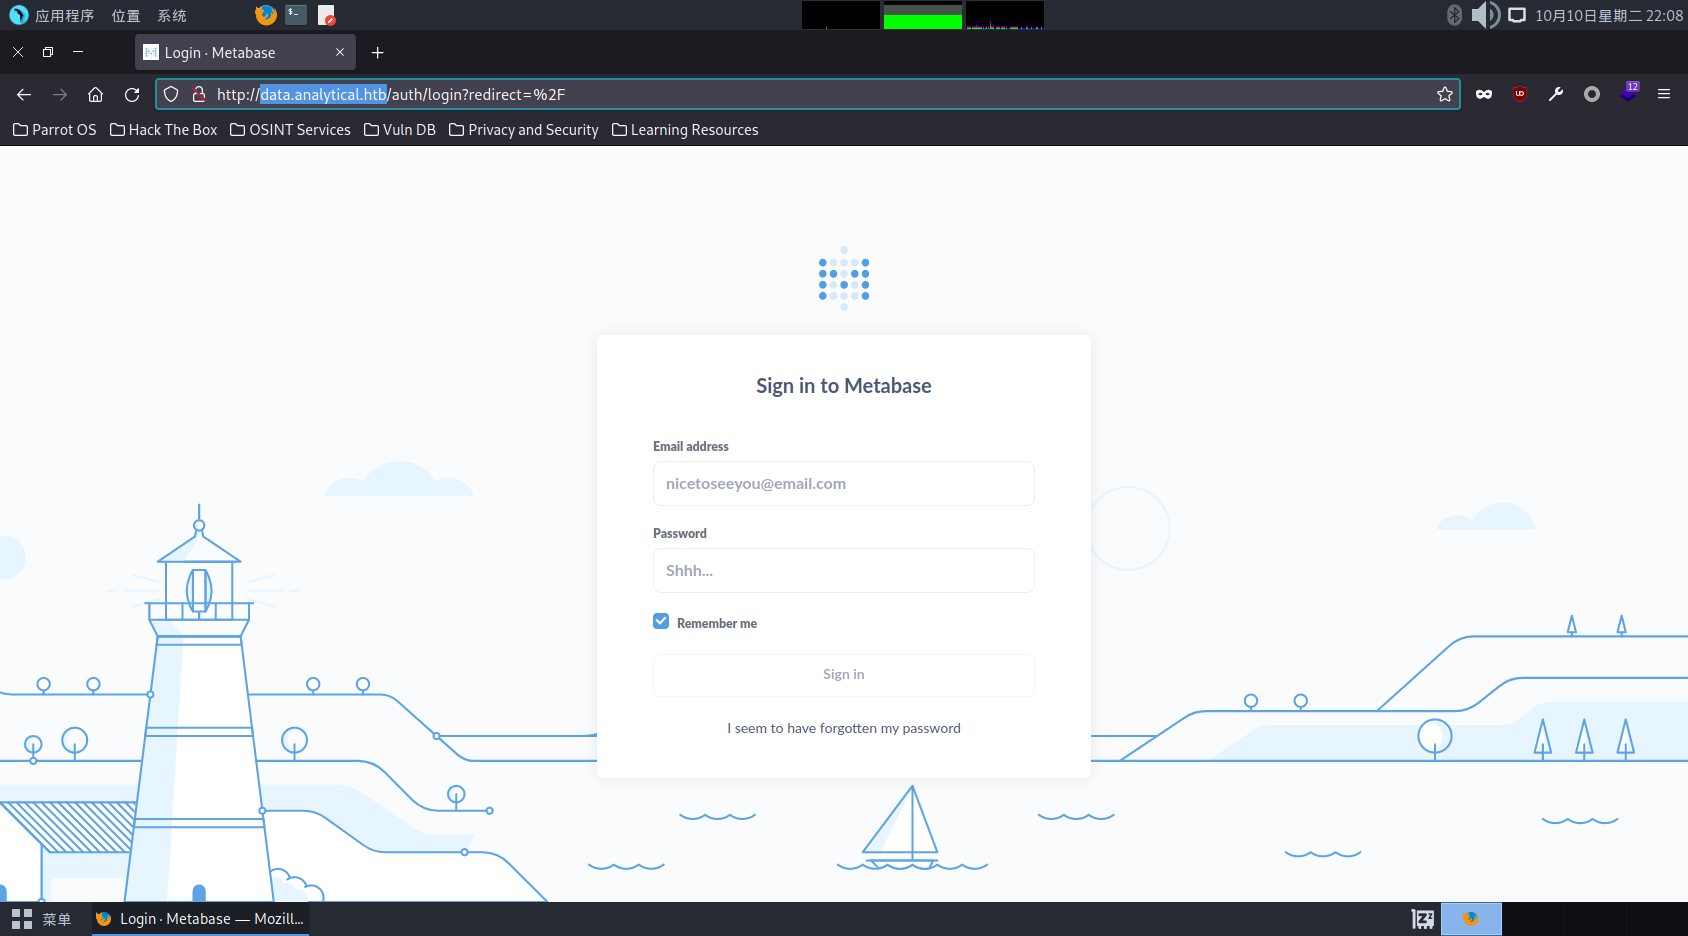 应用程序 位置 系统 10月10日星期二 22:08
Login · Metabase
http://data.analytical.htb/auth/login?redirect=%2F 12
Parrot OS Hack The Box OSINT Services Vuln DB Privacy and Security Learning Resources
Sign in to Metabase
Email address
nicetoseeyou@email.com
Password
Shhh...
Remember me
Sign in
I seem to have forgotten my password
菜单 Login · Metabase — Mozill...